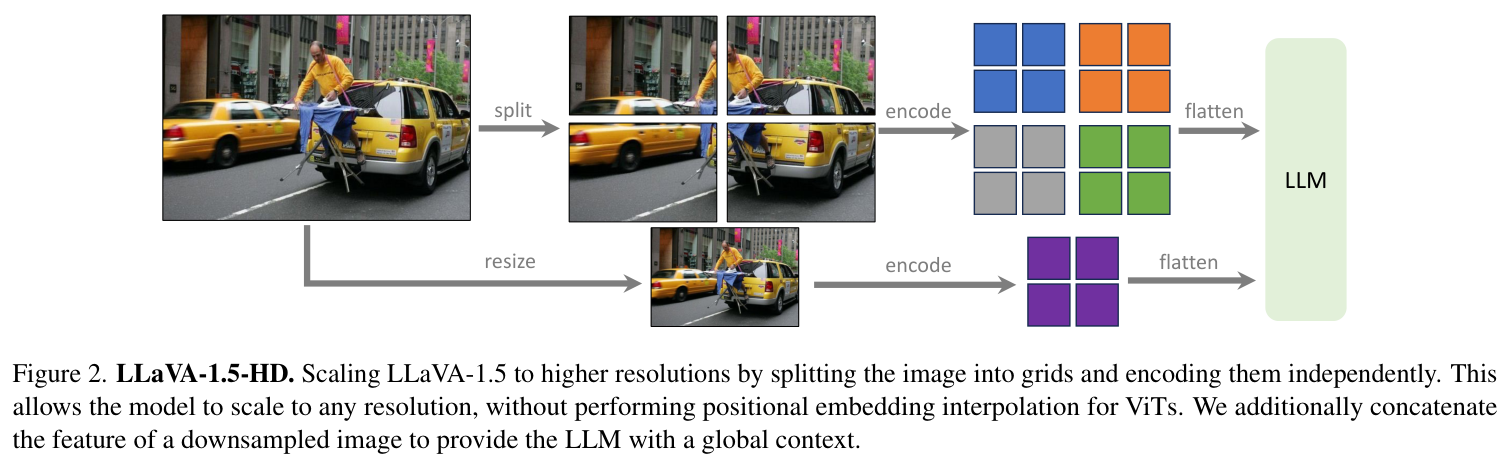 split
encode
flatten
LLM
resize
encode
flatten
Figure 2. LLaVA-1.5-HD. Scaling LLaVA-1.5 to higher resolutions by splitting the image into grids and encoding them independently. This
allows the model to scale to any resolution, without performing positional embedding interpolation for ViTs. We additionally concatenate
the feature of a downsampled image to provide the LLM with a global context.